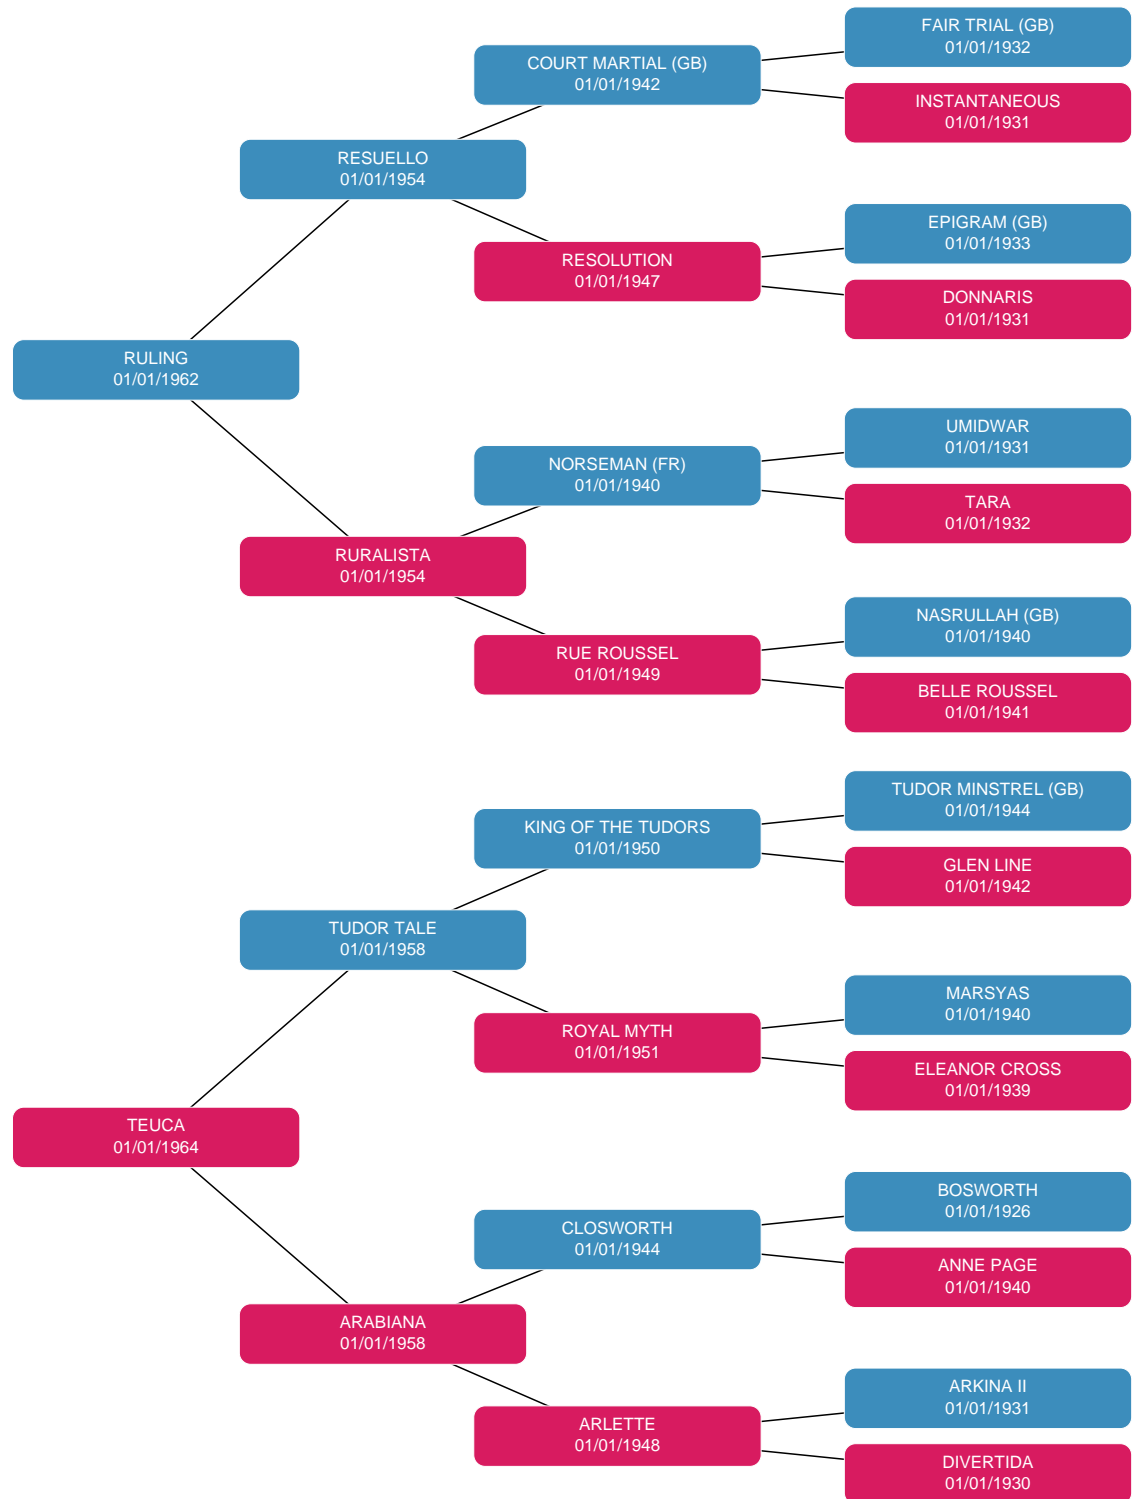 FAIR TRIAL (GB)
01/01/1932
COURT MARTIAL (GB)
01/01/1942
INSTANTANEOUS
01/01/1931
RESUELLO
01/01/1954
EPIGRAM (GB)
01/01/1933
RESOLUTION
01/01/1947
DONNARIS
01/01/1931
RULING
01/01/1962
UMIDWAR
01/01/1931
NORSEMAN (FR)
01/01/1940
TARA
01/01/1932
RURALISTA
01/01/1954
NASRULLAH (GB)
01/01/1940
RUE ROUSSEL
01/01/1949
BELLE ROUSSEL
01/01/1941
TUDOR MINSTREL (GB)
01/01/1944
KING OF THE TUDORS
01/01/1950
GLEN LINE
01/01/1942
TUDOR TALE
01/01/1958
MARSYAS
01/01/1940
ROYAL MYTH
01/01/1951
ELEANOR CROSS
01/01/1939
TEUCA
01/01/1964
BOSWORTH
01/01/1926
CLOSWORTH
01/01/1944
ANNE PAGE
01/01/1940
ARABIANA
01/01/1958
ARKINA II
01/01/1931
ARLETTE
01/01/1948
DIVERTIDA
01/01/1930